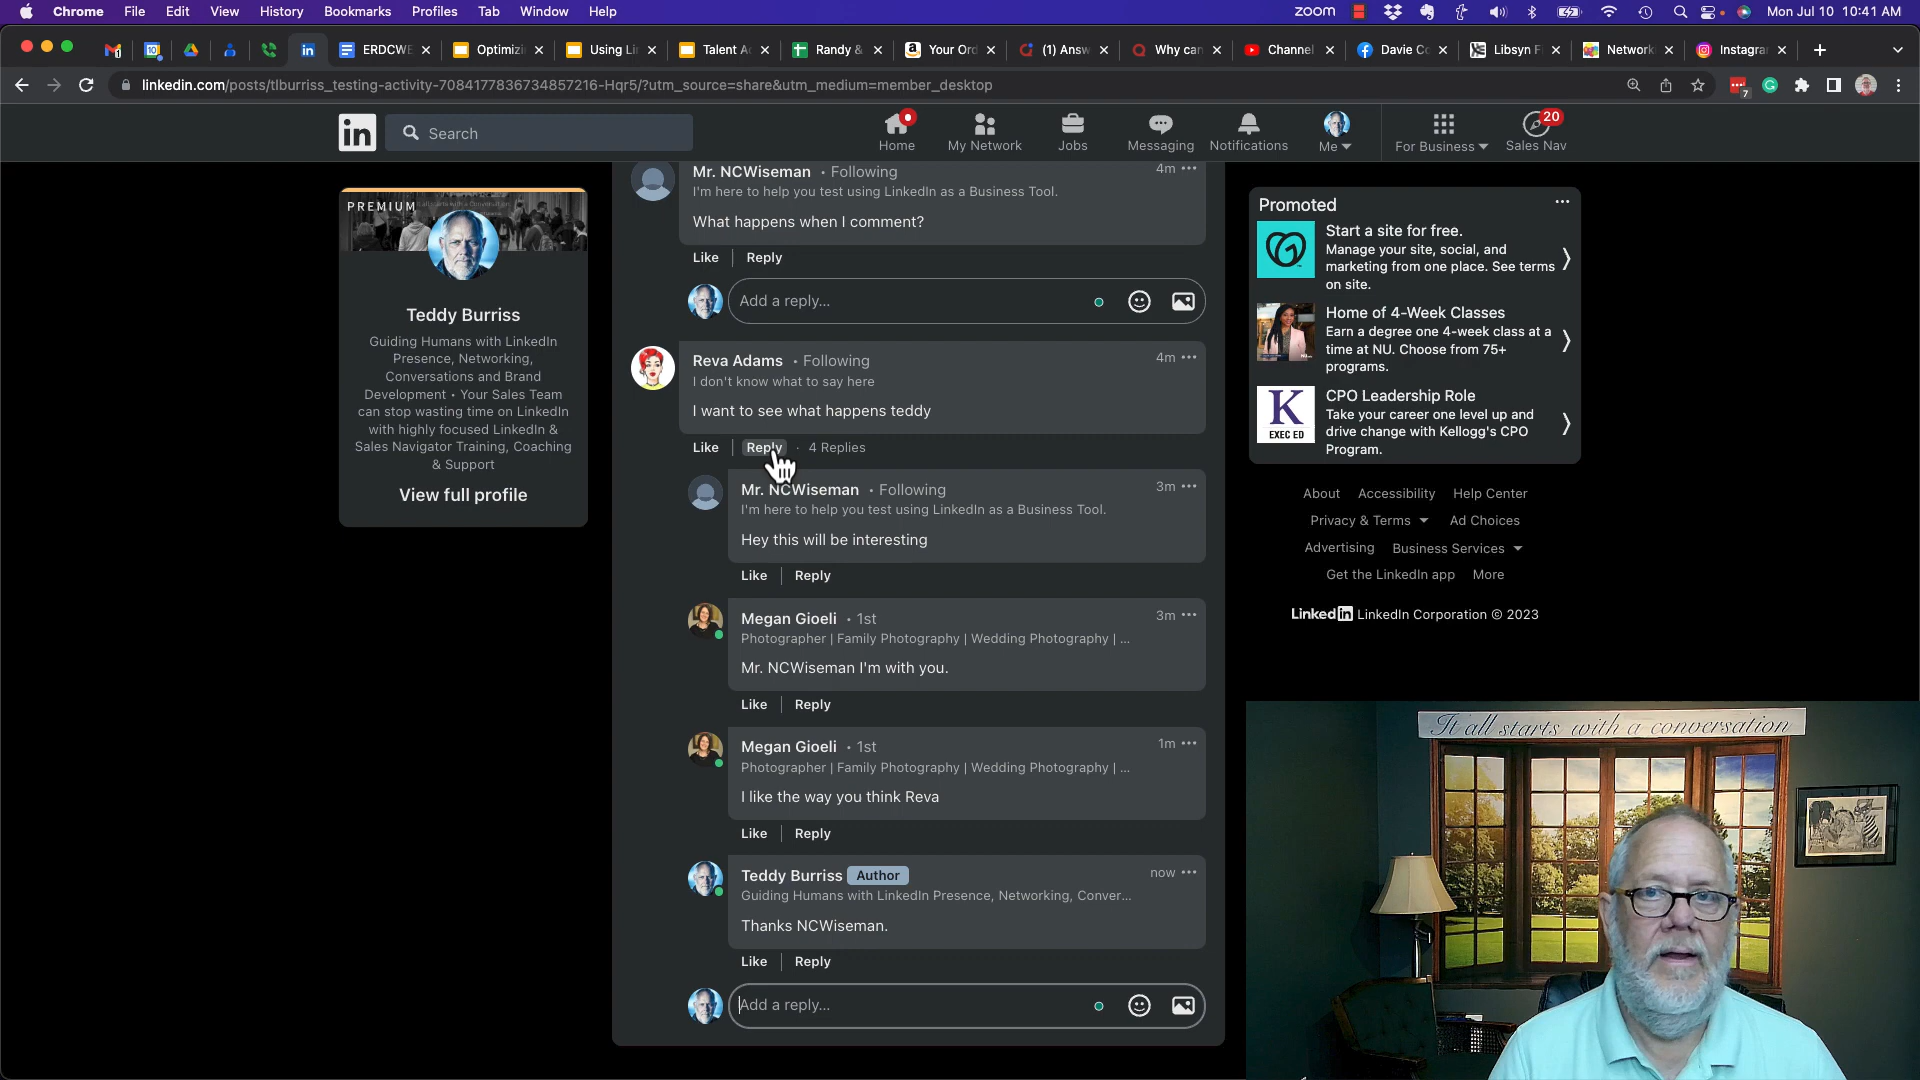 Chrome File Edit View History Bookmarks Profiles Tab Window Help zoom Mon Jul 10 10:41 AM
ERDCWE Optimizi Using Li Talent Ac Randy & Your Ord (1) Answ Why can Channel Davie Co Libsyn Fi Network Instagra
linkedin.com/posts/tlburriss_testing-activity-7084177836734857216-Hqr5/?utm_source=share&utm_medium=member_desktop 7
in Search Home My Network Jobs Messaging Notifications Me For Business 20 Sales Nav
PREMIUM
Teddy Burriss
Guiding Humans with LinkedIn
Presence, Networking,
Conversations and Brand
Development • Your Sales Team
can stop wasting time on LinkedIn
with highly focused LinkedIn &
Sales Navigator Training, Coaching
& Support
View full profile
Mr. NCWiseman • Following 4m
I'm here to help you test using LinkedIn as a Business Tool.
What happens when I comment?
Like Reply
Add a reply...
Reva Adams • Following 4m
I don't know what to say here
I want to see what happens teddy
Like Reply · 4 Replies
Mr. NCWiseman • Following 3m
I'm here to help you test using LinkedIn as a Business Tool.
Hey this will be interesting
Like Reply
Megan Gioeli • 1st 3m
Photographer | Family Photography | Wedding Photography | ...
Mr. NCWiseman I'm with you.
Like Reply
Megan Gioeli • 1st 1m
Photographer | Family Photography | Wedding Photography | ...
I like the way you think Reva
Like Reply
Teddy Burriss Author now
Guiding Humans with LinkedIn Presence, Networking, Conver...
Thanks NCWiseman.
Like Reply
Add a reply...
Promoted
Start a site for free.
Manage your site, social, and
marketing from one place. See terms
on site.
Home of 4-Week Classes
Earn a degree one 4-week class at a
time at NU. Choose from 75+
programs.
K
EXEC ED
CPO Leadership Role
Take your career one level up and
drive change with Kellogg's CPO
Program.
About Accessibility Help Center
Privacy & Terms Ad Choices
Advertising Business Services
Get the LinkedIn app More
LinkedIn LinkedIn Corporation © 2023
It all starts with a conversation